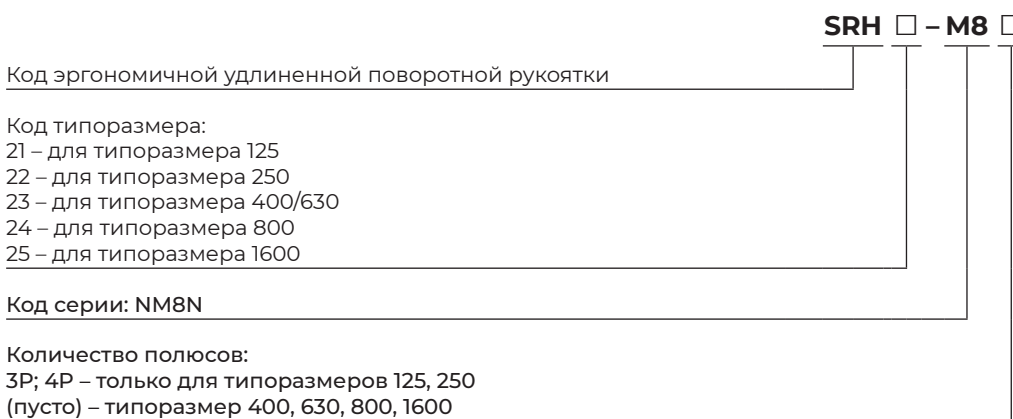 SRH □ – M8 □
Код эргономичной удлиненной поворотной рукоятки
Код типоразмера:
21 – для типоразмера 125
22 – для типоразмера 250
23 – для типоразмера 400/630
24 – для типоразмера 800
25 – для типоразмера 1600
Код серии: NM8N
Количество полюсов:
3P; 4P – только для типоразмеров 125, 250
(пусто) – типоразмер 400, 630, 800, 1600